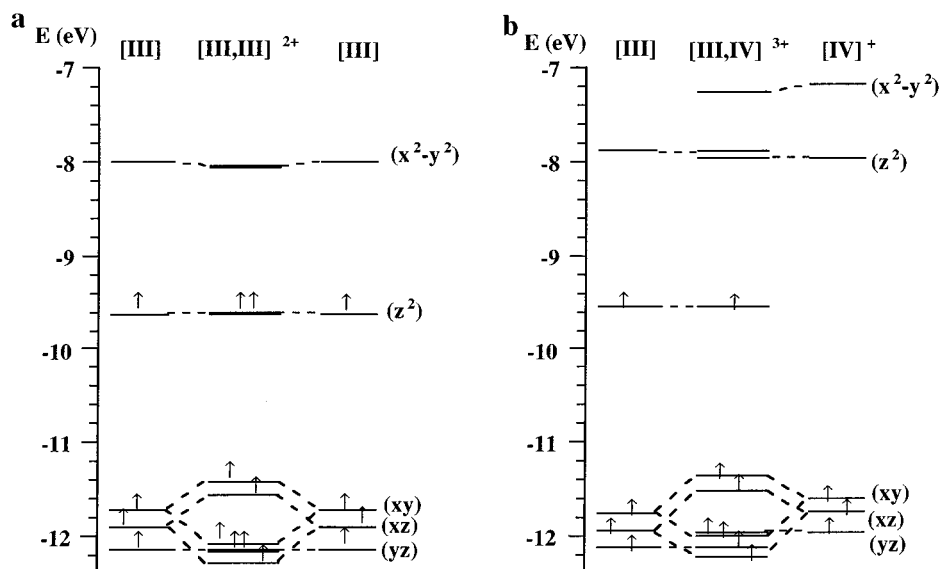 a
E (eV)
[III] [III,III] 2+ [III]
-7
-8
-9
-10
-11
-12
(x²-y²)
(z²)
(xy)
(xz)
(yz)
b
E (eV)
[III] [III,IV] 3+ [IV]+
-7
-8
-9
-10
-11
-12
(x²-y²)
(z²)
(xy)
(xz)
(yz)